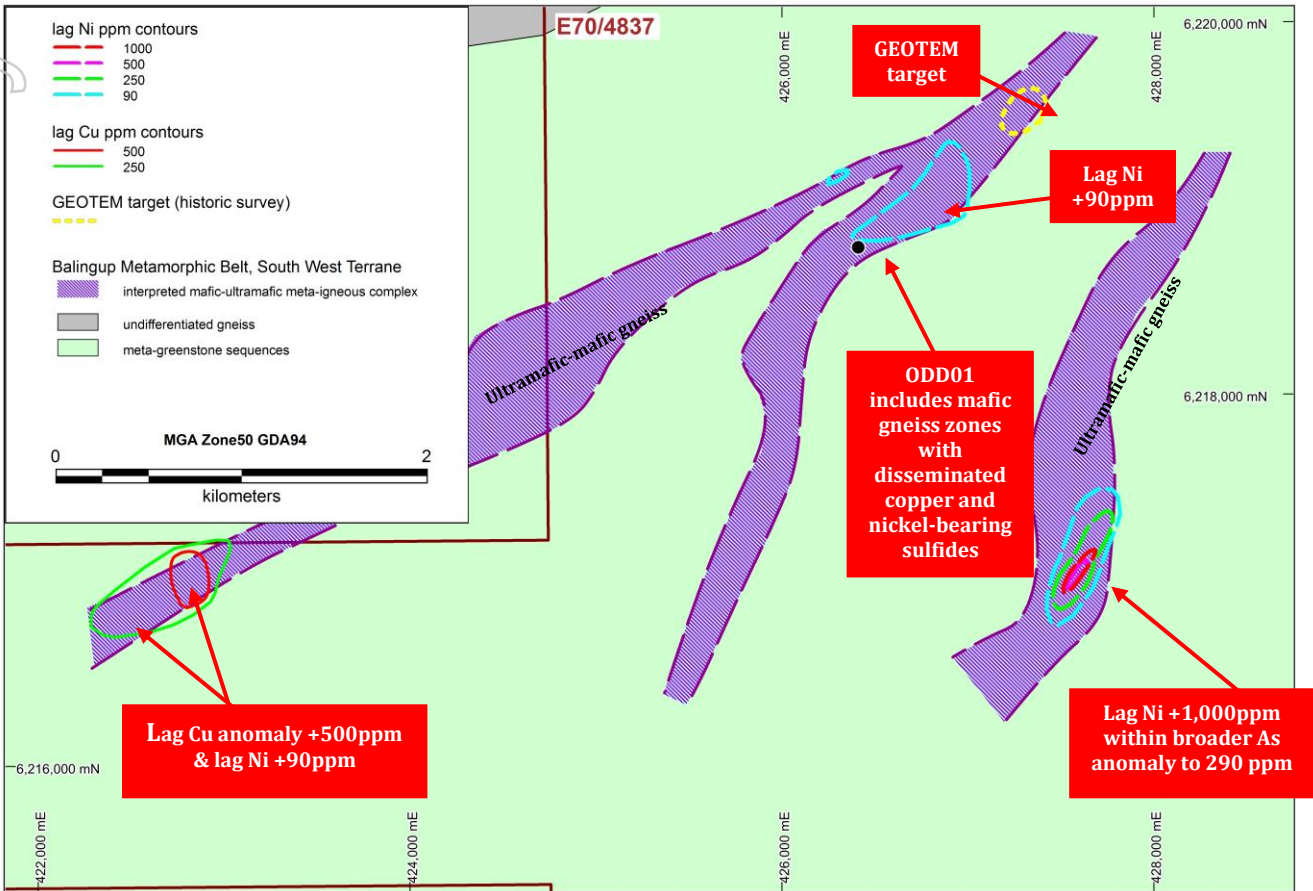 lag Ni ppm contours
1000
500
250
90
lag Cu ppm contours
500
250
GEOTEM target (historic survey)
Balingup Metamorphic Belt, South West Terrane
interpreted mafic-ultramafic meta-igneous complex
undifferentiated gneiss
meta-greenstone sequences
MGA Zone50 GDA94
0
2
kilometers
E70/4837
426,000 mE
428,000 mE
6,220,000 mN
GEOTEM
target
Lag Ni
+90ppm
Ultramafic-mafic gneiss
Ultramafic-mafic gneiss
6,218,000 mN
ODD01
includes mafic
gneiss zones
with
disseminated
copper and
nickel-bearing
sulfides
Lag Cu anomaly +500ppm
& lag Ni +90ppm
Lag Ni +1,000ppm
within broader As
anomaly to 290 ppm
6,216,000 mN
422,000 mE
424,000 mE
426,000 mE
428,000 mE